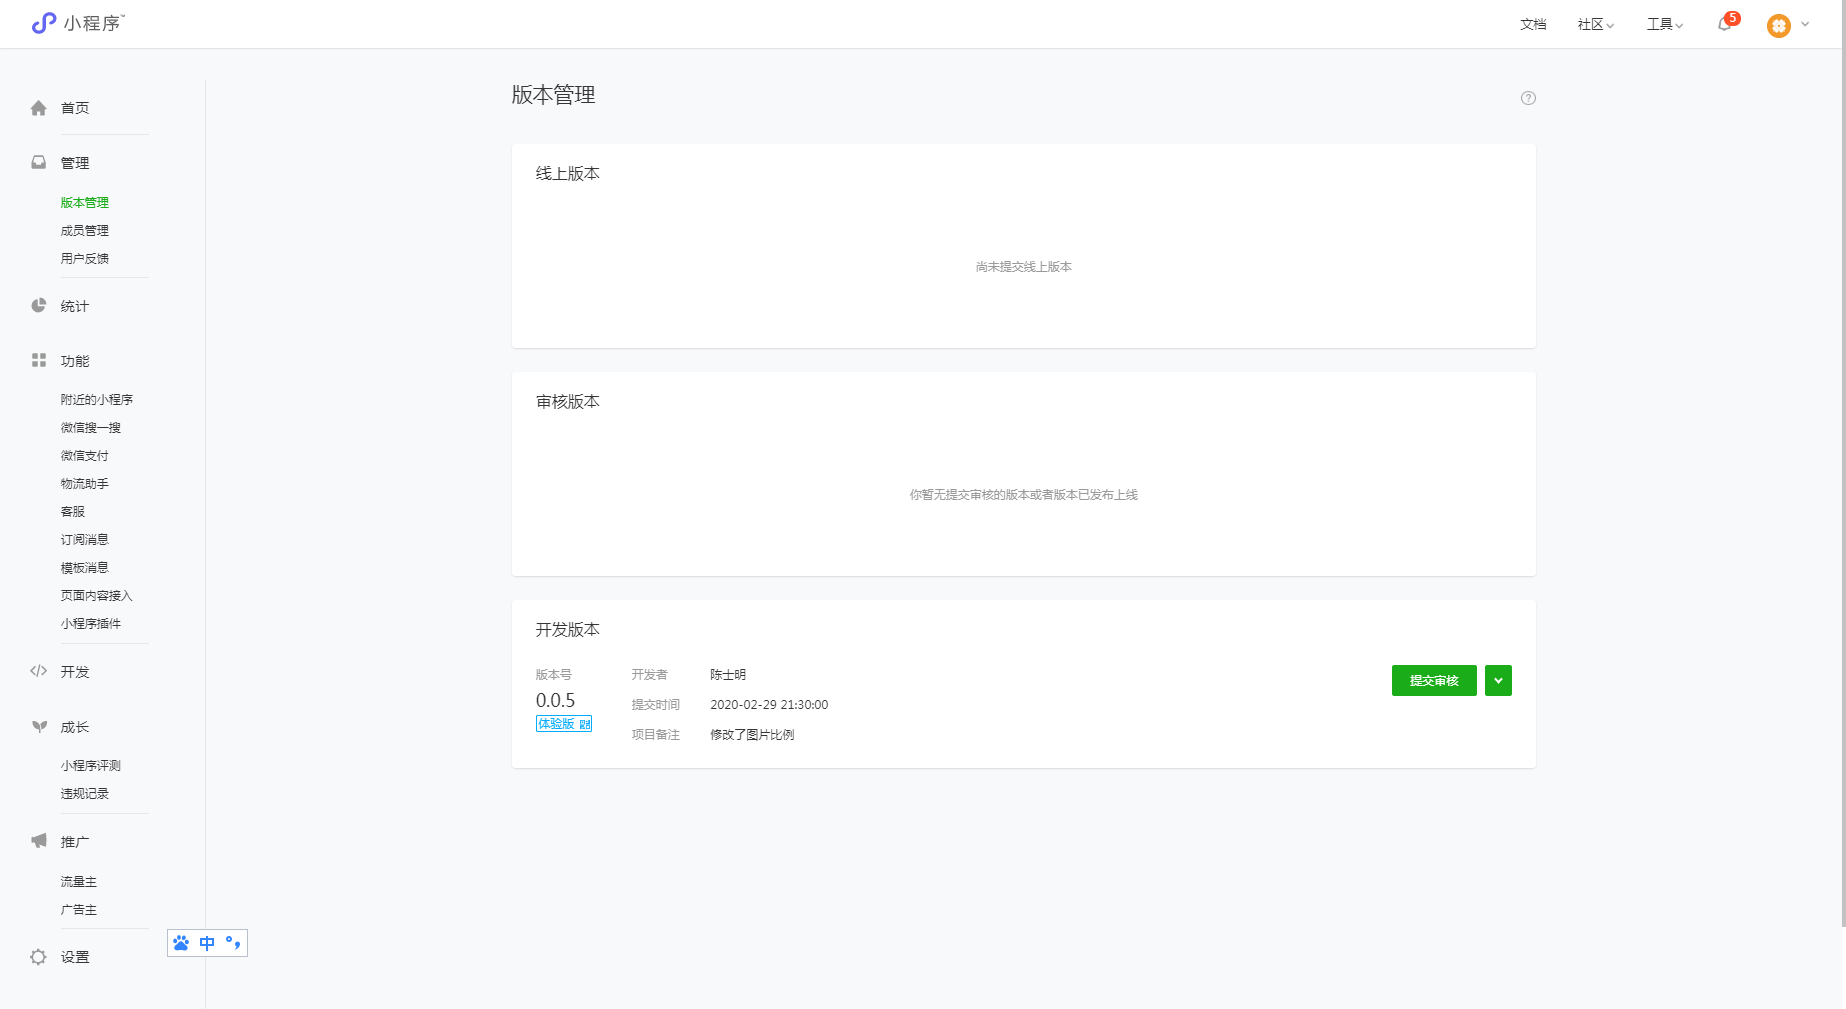 小程序™
文档
社区
工具
5
首页
管理
版本管理
成员管理
用户反馈
统计
功能
附近的小程序
微信搜一搜
微信支付
物流助手
客服
订阅消息
模板消息
页面内容接入
小程序插件
开发
成长
小程序评测
违规记录
推广
流量主
广告主
设置
版本管理
线上版本
尚未提交线上版本
审核版本
你暂无提交审核的版本或者版本已发布上线
开发版本
版本号
0.0.5
体验版
开发者 陈士明
提交时间 2020-02-29 21:30:00
项目备注 修改了图片比例
提交审核
中 °,